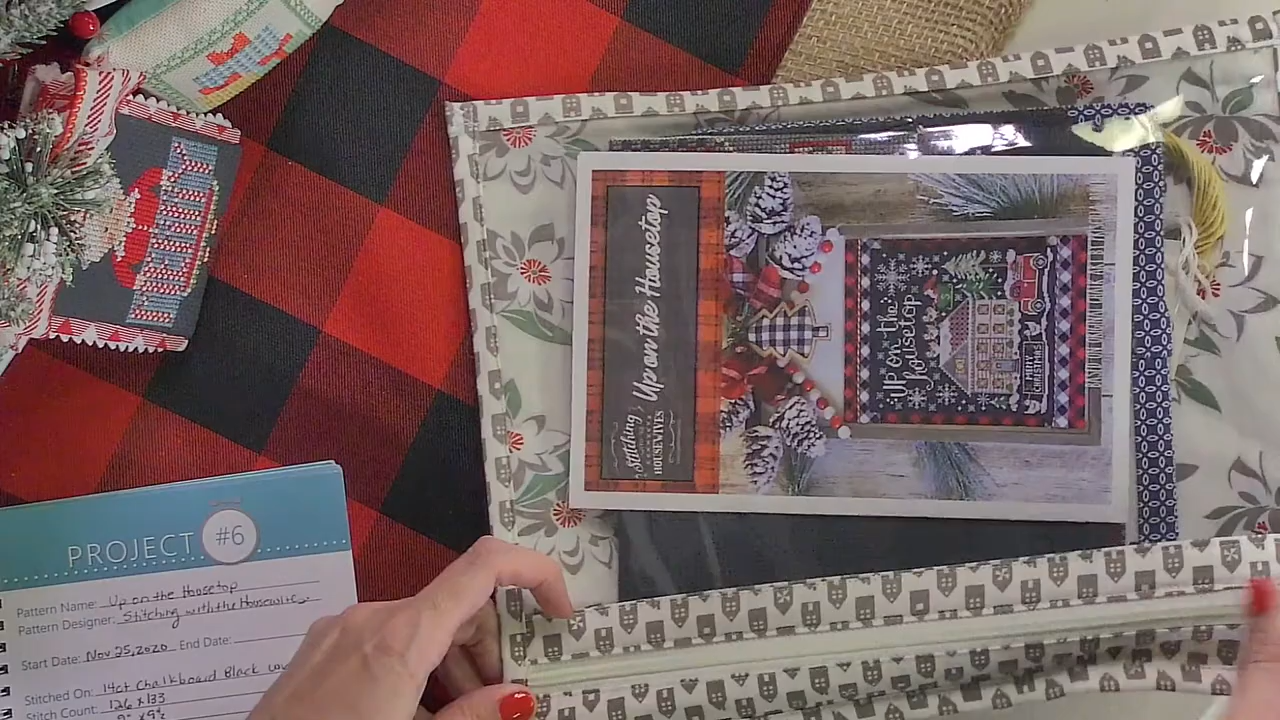 PROJECT #6
Pattern Name: Up on the Housetop
Pattern Designer: Stitching with the Housewives
Start Date: Nov 25, 2020 End Date:
Stitched On: 14ct Chalkboard Black
Stitch Count: 126 x 133
Stitching
HOUSEWIVES
Up on the Housetop
UP on the
housetop
MERRY
CHRISTMAS